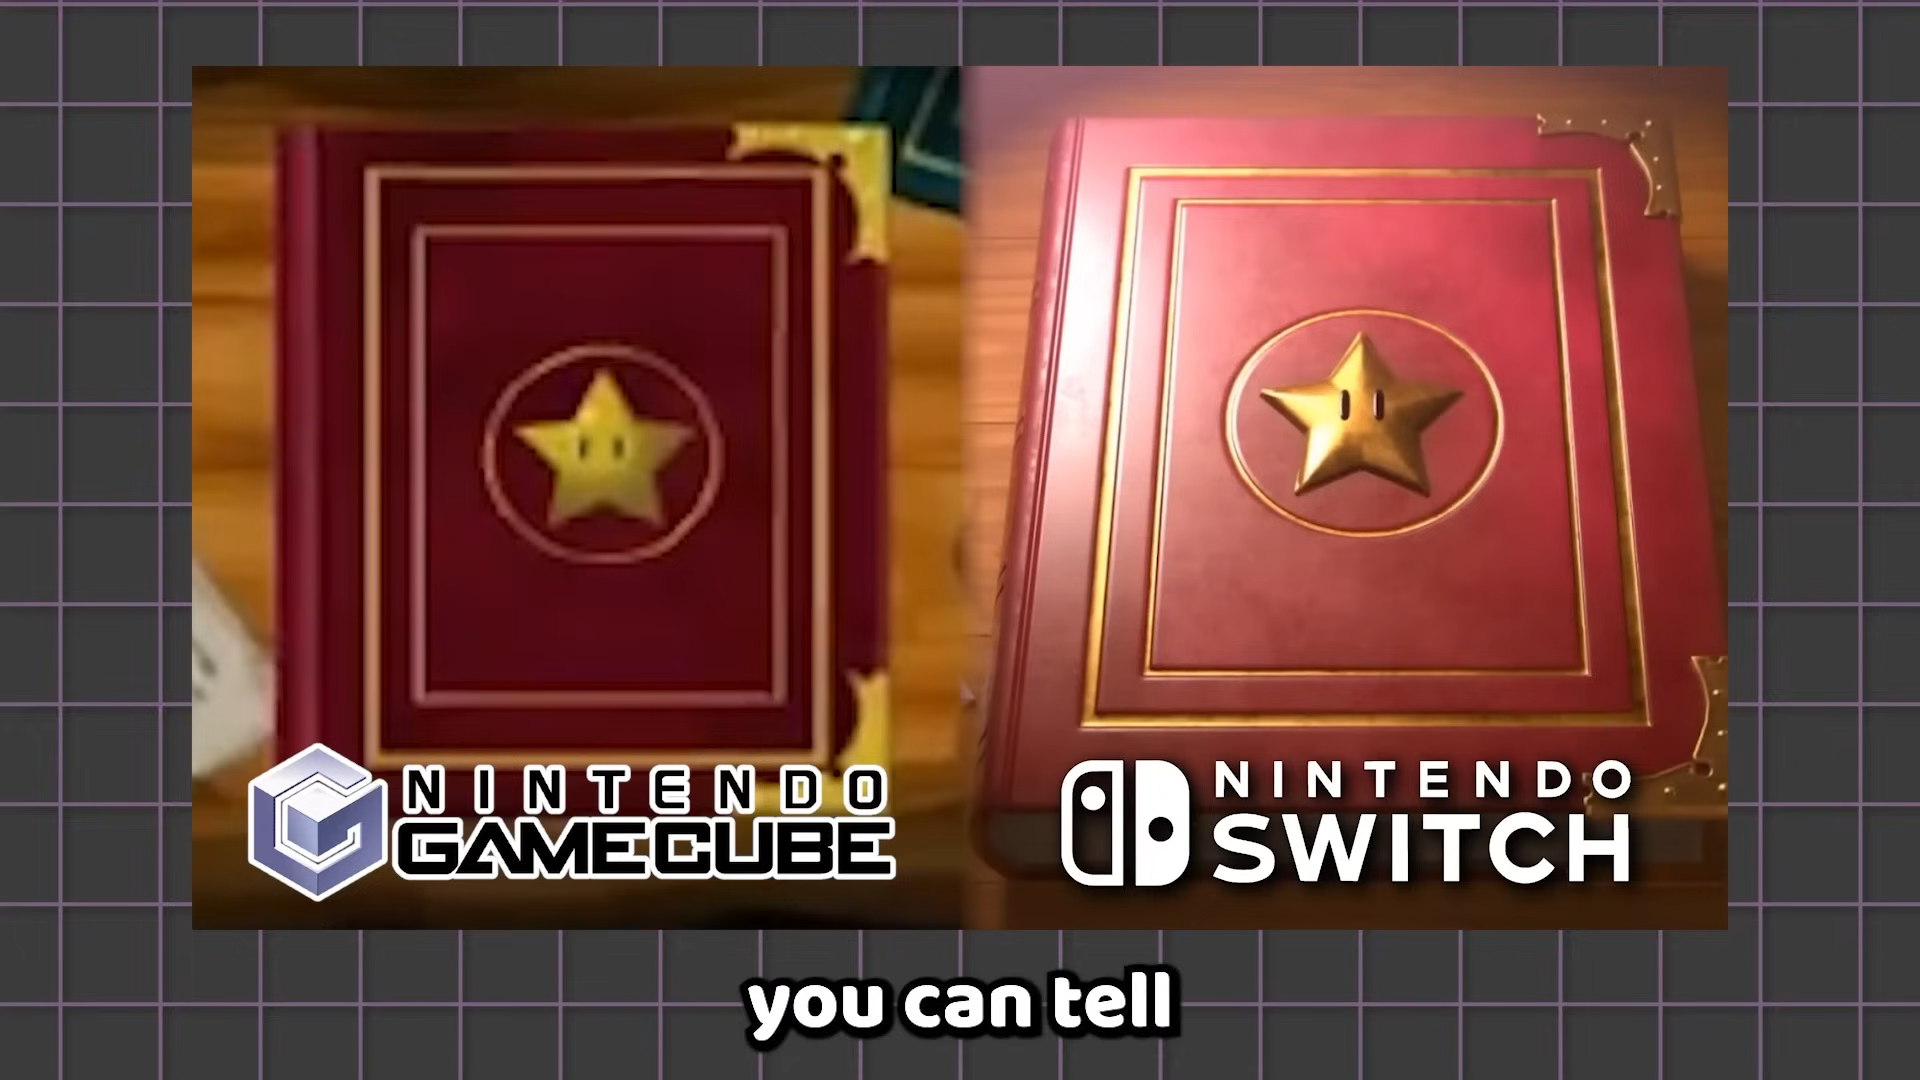 NINTENDO
GAMECUBE
NINTENDO
SWITCH
you can tell